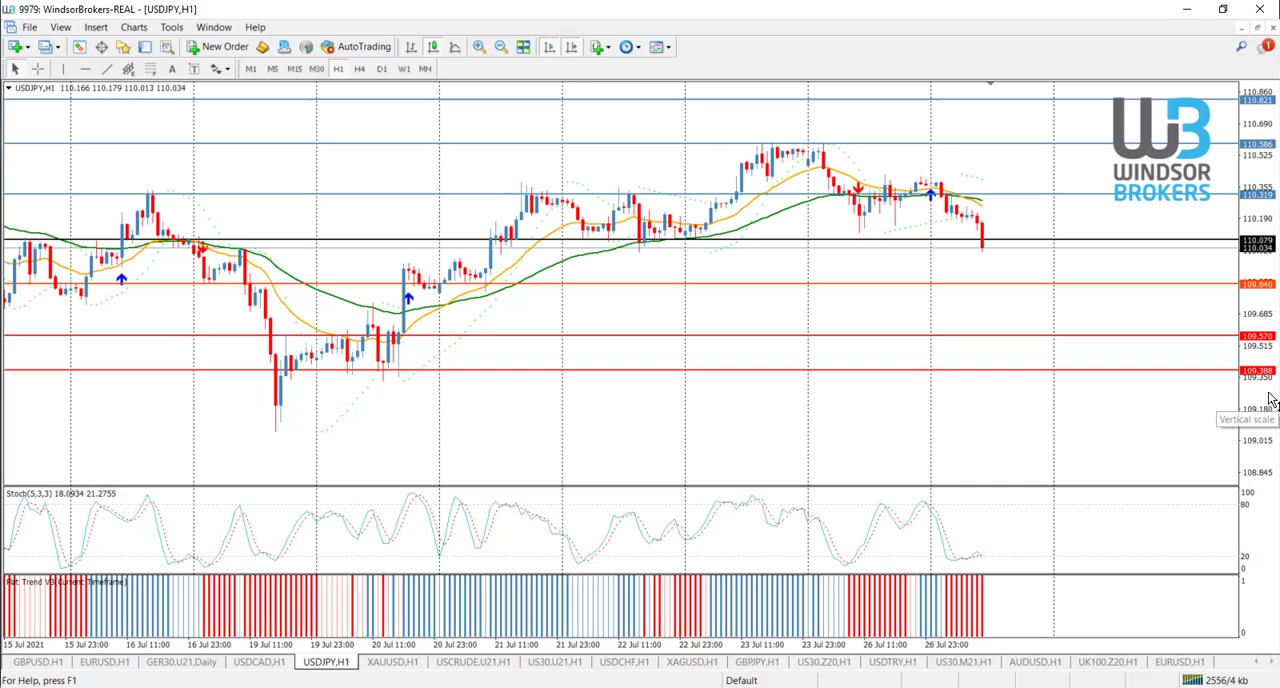 9979: WindsorBrokers-REAL - [USDJPY,H1]
File View Insert Charts Tools Window Help
New Order AutoTrading 1
A T M1 M5 M15 M30 H1 H4 D1 W1 MN
USDJPY,H1 110.166 110.179 110.013 110.034
110.860
110.821
110.690
110.586
110.525
110.355
110.319
110.190
110.079
110.034
109.846
109.685
109.570
109.515
109.388
109.350
109.180
109.015
108.845
WINDSOR
BROKERS
Vertical scale
Stoch(5,3,3) 18.0934 21.2755
100
80
20
0
Flat Trend V3(Current Timeframe)
1
0
15 Jul 2021 15 Jul 23:00 16 Jul 11:00 16 Jul 23:00 19 Jul 11:00 19 Jul 23:00 20 Jul 11:00 20 Jul 23:00 21 Jul 11:00 21 Jul 23:00 22 Jul 11:00 22 Jul 23:00 23 Jul 11:00 23 Jul 23:00 26 Jul 11:00 26 Jul 23:00
GBPUSD,H1 EURUSD,H1 GER30.U21,Daily USDCAD,H1 USDJPY,H1 XAUUSD,H1 USCRUDE.U21,H1 US30.U21,H1 USDCHF,H1 XAGUSD,H1 GBPJPY,H1 US30.Z20,H1 USDTRY,H1 US30.M21,H1 AUDUSD,H1 UK100.Z20,H1 EURUSD,H1
For Help, press F1 Default 2556/4 kb